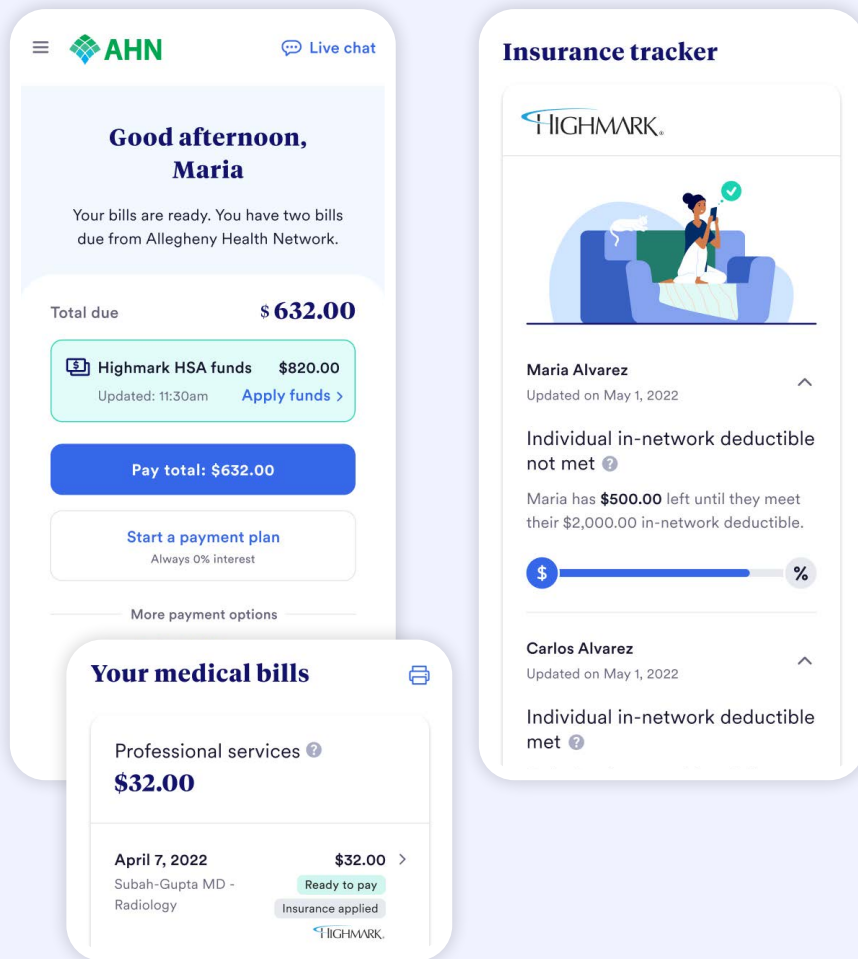 AHN
Live chat
Good afternoon,
Maria
Your bills are ready. You have two bills
due from Allegheny Health Network.
Total due $632.00
Highmark HSA funds $820.00
Updated: 11:30am Apply funds >
Pay total: $632.00
Start a payment plan
Always 0% interest
More payment options
Your medical bills
Professional services ?
$32.00
April 7, 2022 $32.00 >
Subah-Gupta MD -
Radiology
Ready to pay
Insurance applied
HIGHMARK®
Insurance tracker
HIGHMARK®
Maria Alvarez
Updated on May 1, 2022
Individual in-network deductible
not met ?
Maria has $500.00 left until they meet
their $2,000.00 in-network deductible.
$ %
Carlos Alvarez
Updated on May 1, 2022
Individual in-network deductible
met ?